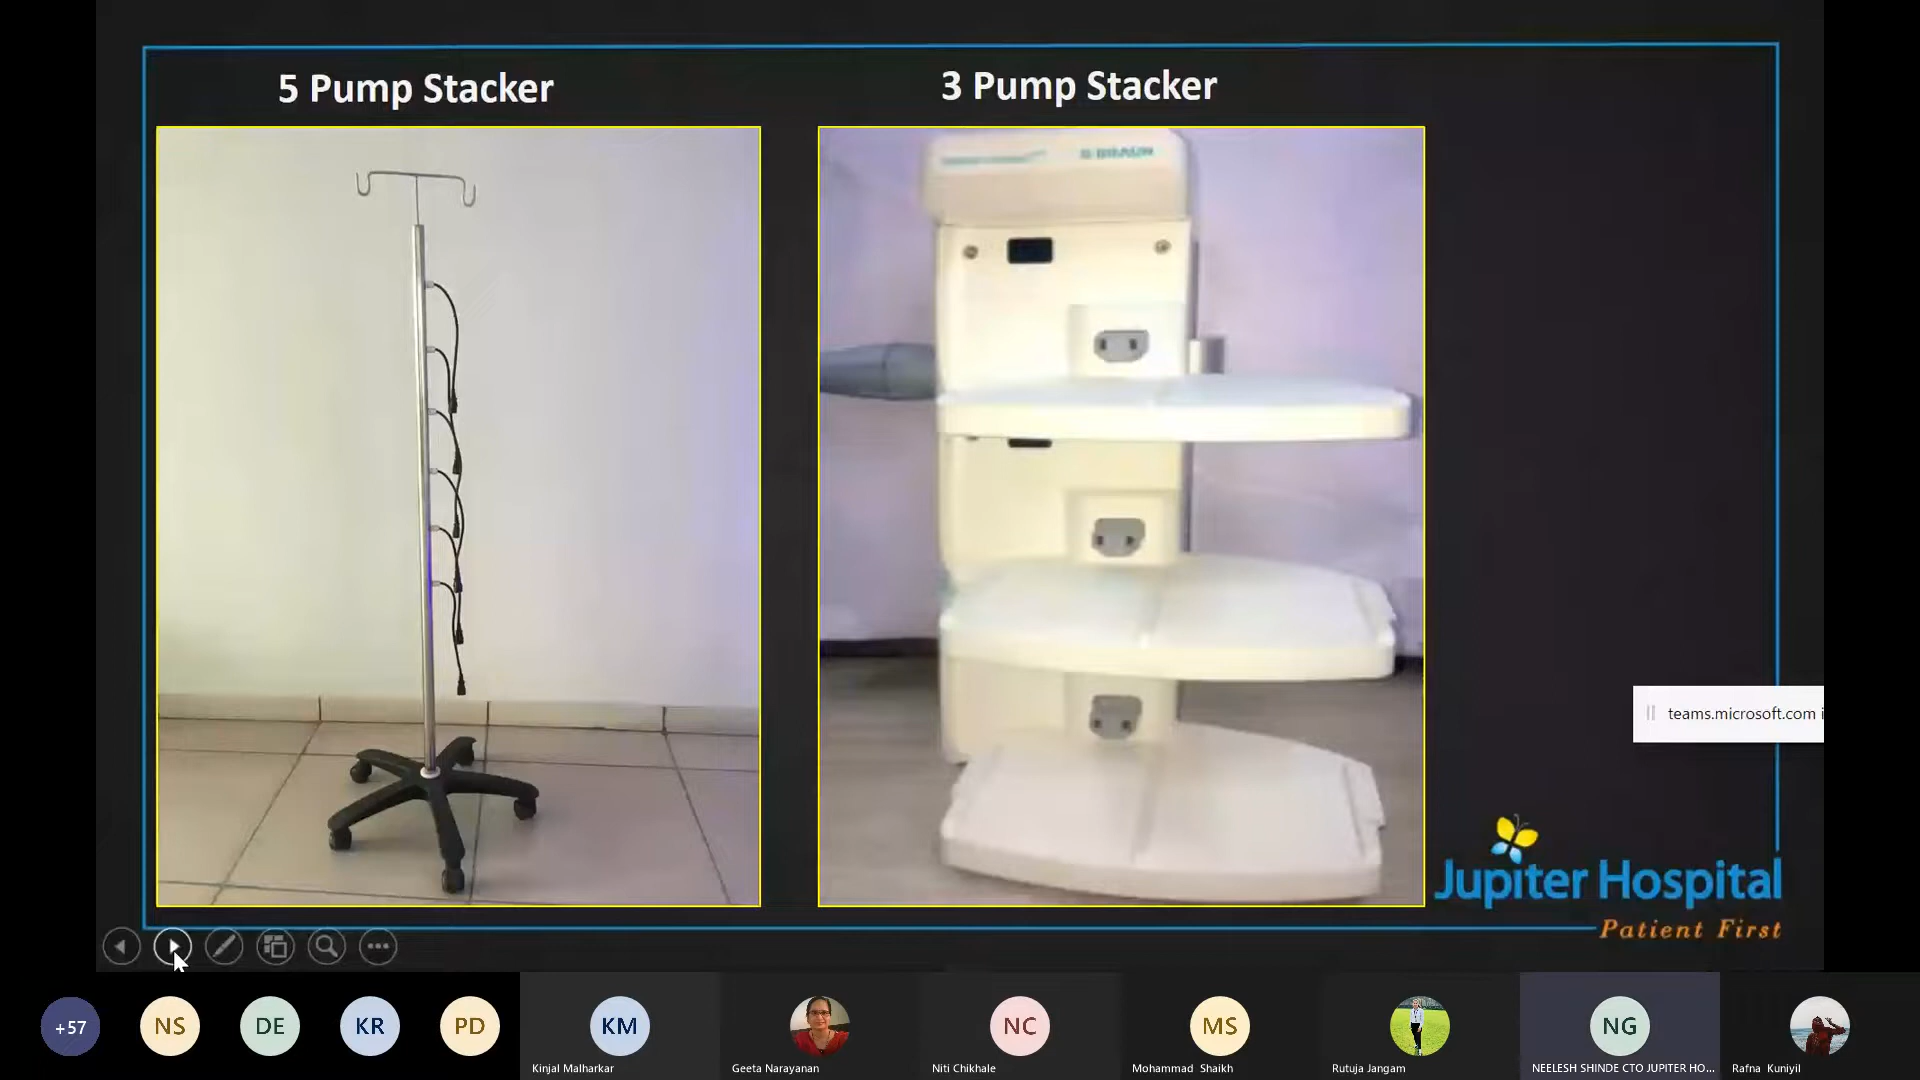 5 Pump Stacker
3 Pump Stacker
B BRAUN
teams.microsoft.com i
Jupiter Hospital
Patient First
+57
NS
DE
KR
PD
KM
NC
MS
NG
Kinjal Malharkar
Geeta Narayanan
Niti Chikhale
Mohammad Shaikh
Rutuja Jangam
NEELESH SHINDE CTO JUPITER HO...
Rafna Kuniyil